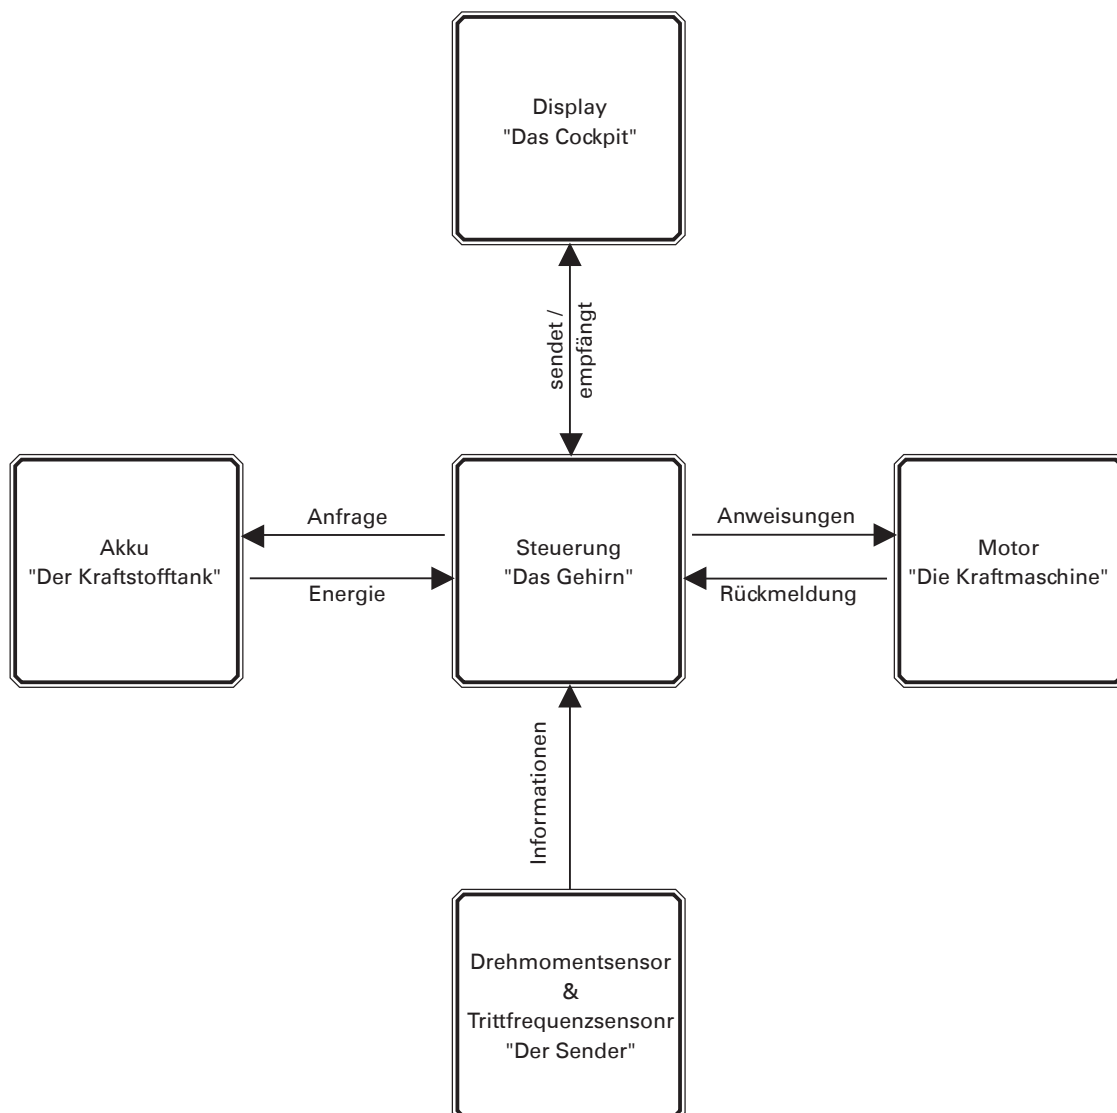 Display
"Das Cockpit"
sendet /
empfängt
Anfrage
Anweisungen
Akku
"Der Kraftstofftank"
Steuerung
"Das Gehirn"
Motor
"Die Kraftmaschine"
Energie
Rückmeldung
Informationen
Drehmomentsensor
&
Trittfrequenzsensonr
"Der Sender"